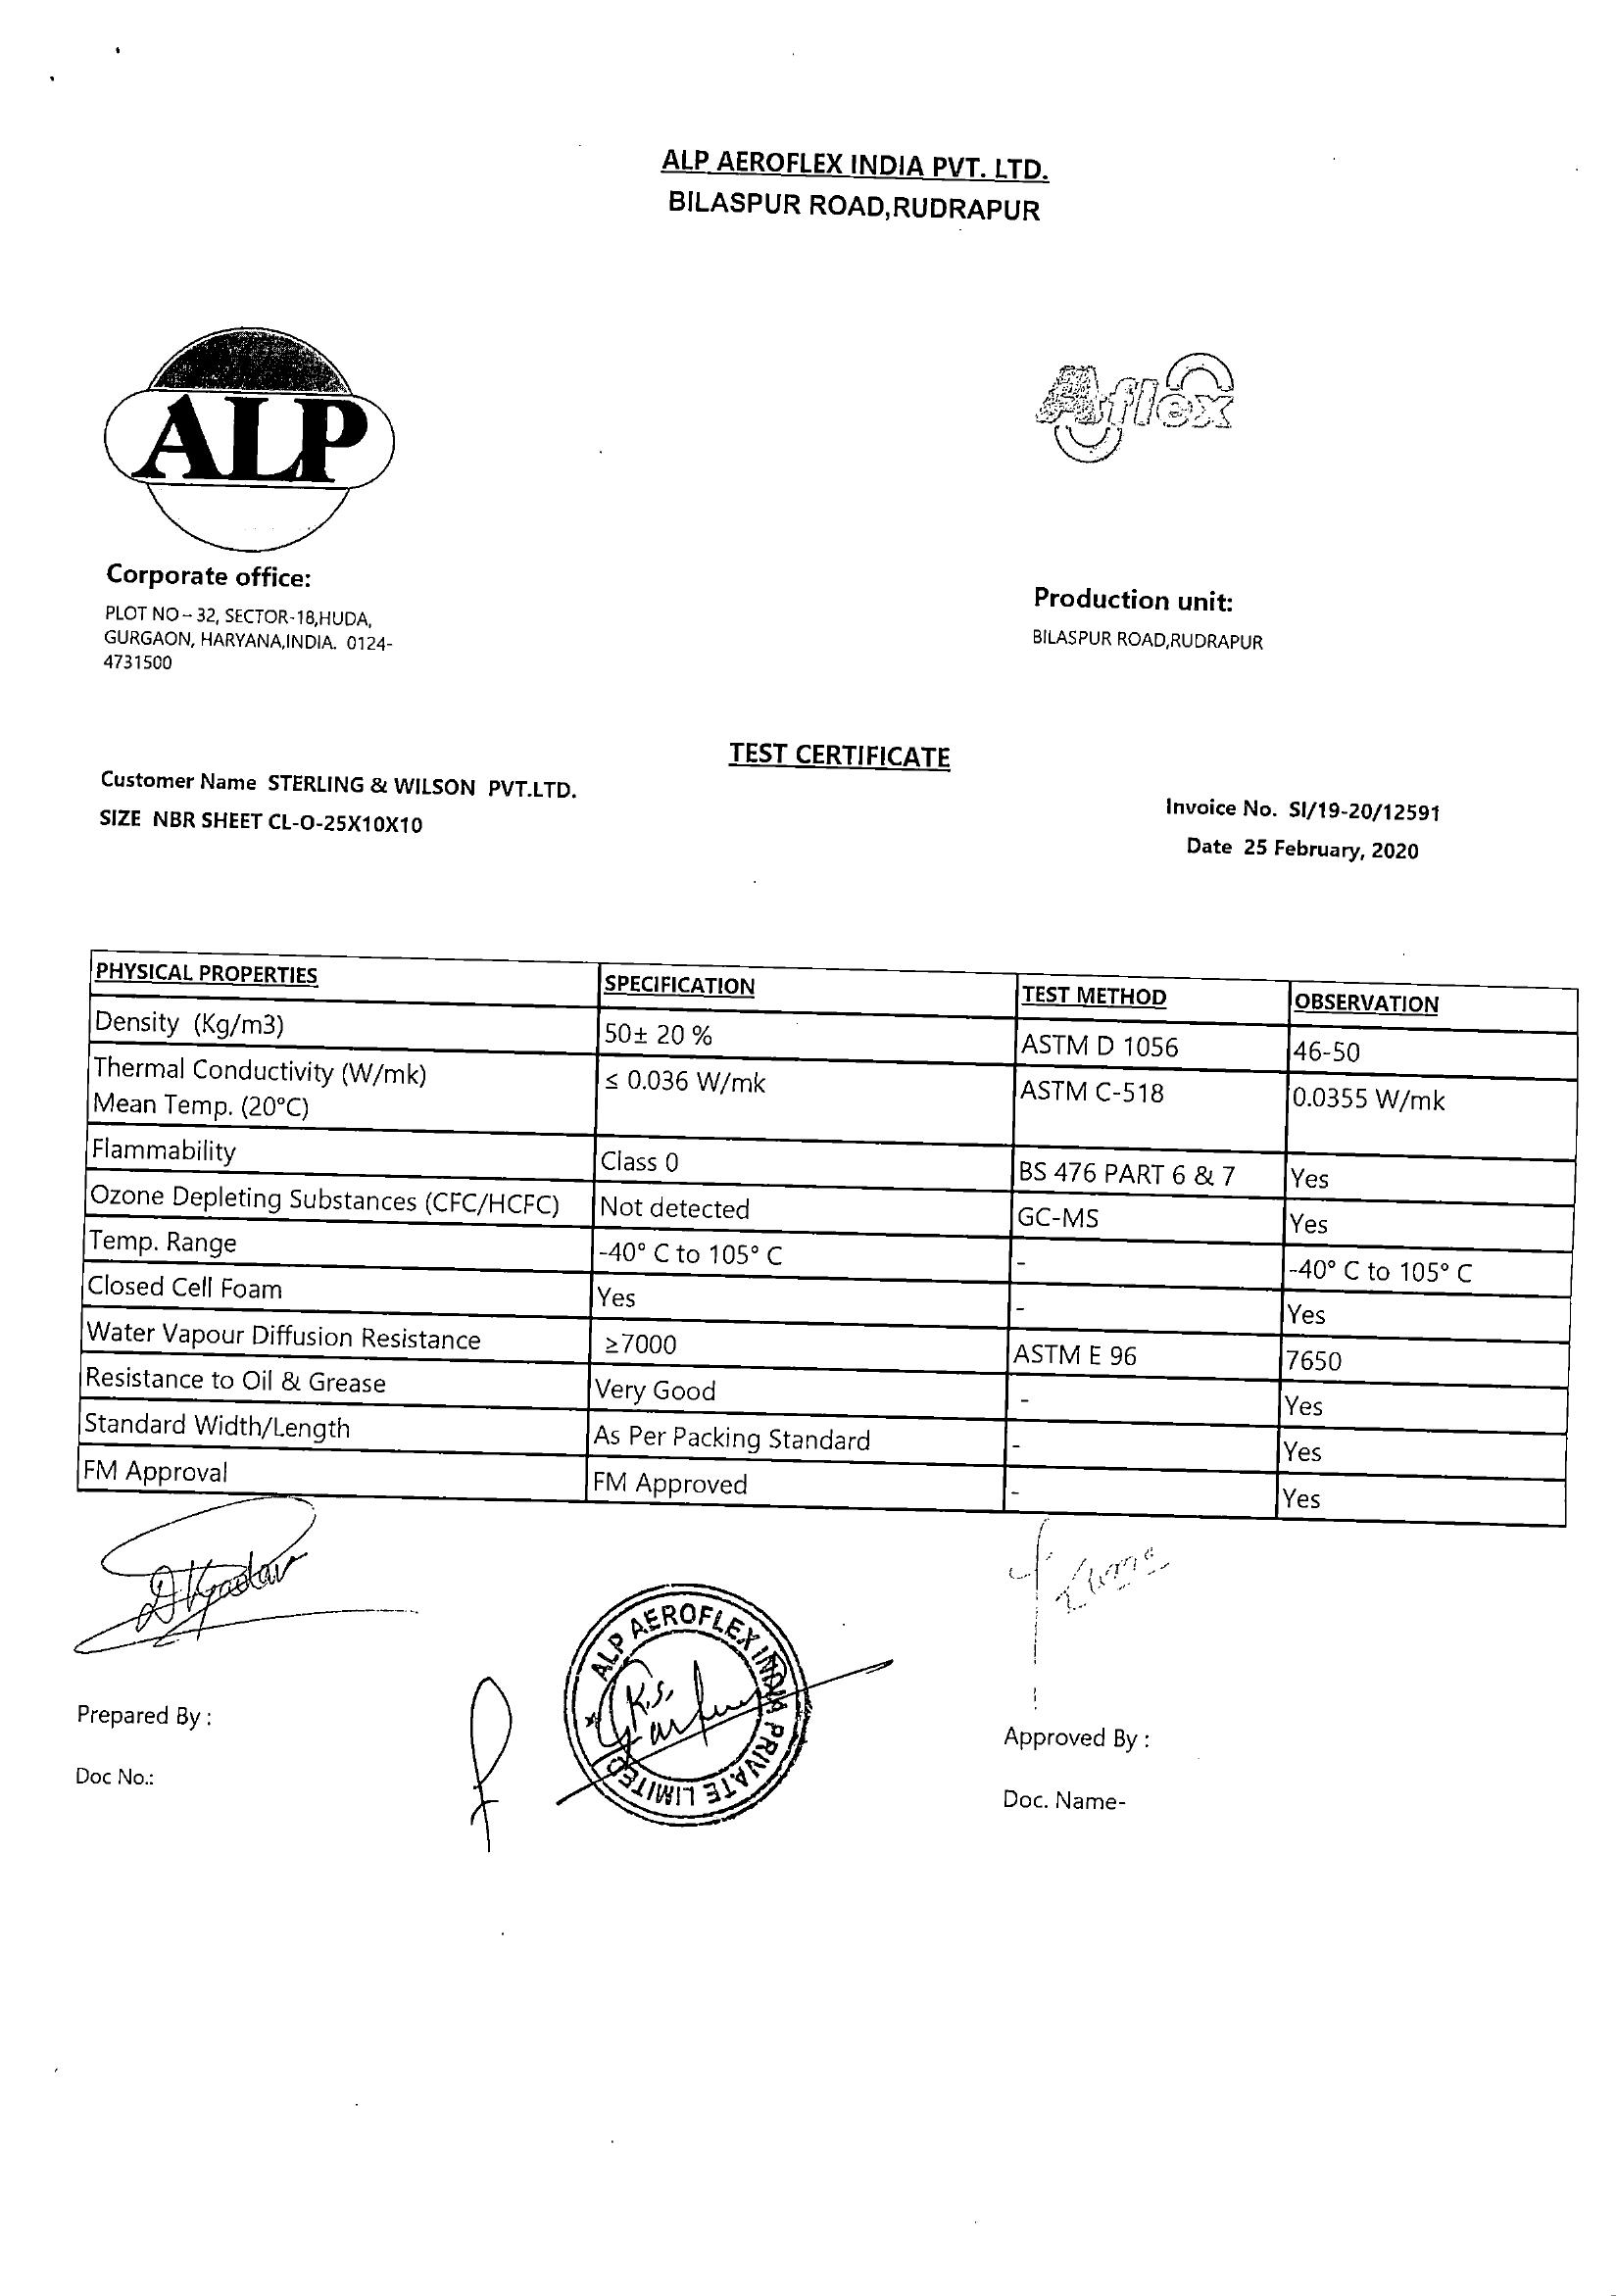 ALP AEROFLEX INDIA PVT. LTD.
BILASPUR ROAD,RUDRAPUR
ALP
Aflex
Corporate office:
PLOT NO – 32, SECTOR-18,HUDA,
GURGAON, HARYANA,INDIA. 0124-
4731500
Production unit:
BILASPUR ROAD,RUDRAPUR
TEST CERTIFICATE
Customer Name STERLING & WILSON PVT.LTD.
SIZE NBR SHEET CL-O-25X10X10
Invoice No. SI/19-20/12591
Date 25 February, 2020
PHYSICAL PROPERTIES SPECIFICATION TEST METHOD OBSERVATION
Density (Kg/m3) 50± 20 % ASTM D 1056 46-50
Thermal Conductivity (W/mk) ≤ 0.036 W/mk ASTM C-518 0.0355 W/mk
Mean Temp. (20°C)
Flammability Class 0 BS 476 PART 6 & 7 Yes
Ozone Depleting Substances (CFC/HCFC) Not detected GC-MS Yes
Temp. Range -40° C to 105° C - -40° C to 105° C
Closed Cell Foam Yes - Yes
Water Vapour Diffusion Resistance ≥7000 ASTM E 96 7650
Resistance to Oil & Grease Very Good - Yes
Standard Width/Length As Per Packing Standard - Yes
FM Approval FM Approved - Yes
ALP AEROFLEX INDIA PRIVATE LIMITED
K.S.
Prepared By :
Doc No.:
Approved By :
Doc. Name-